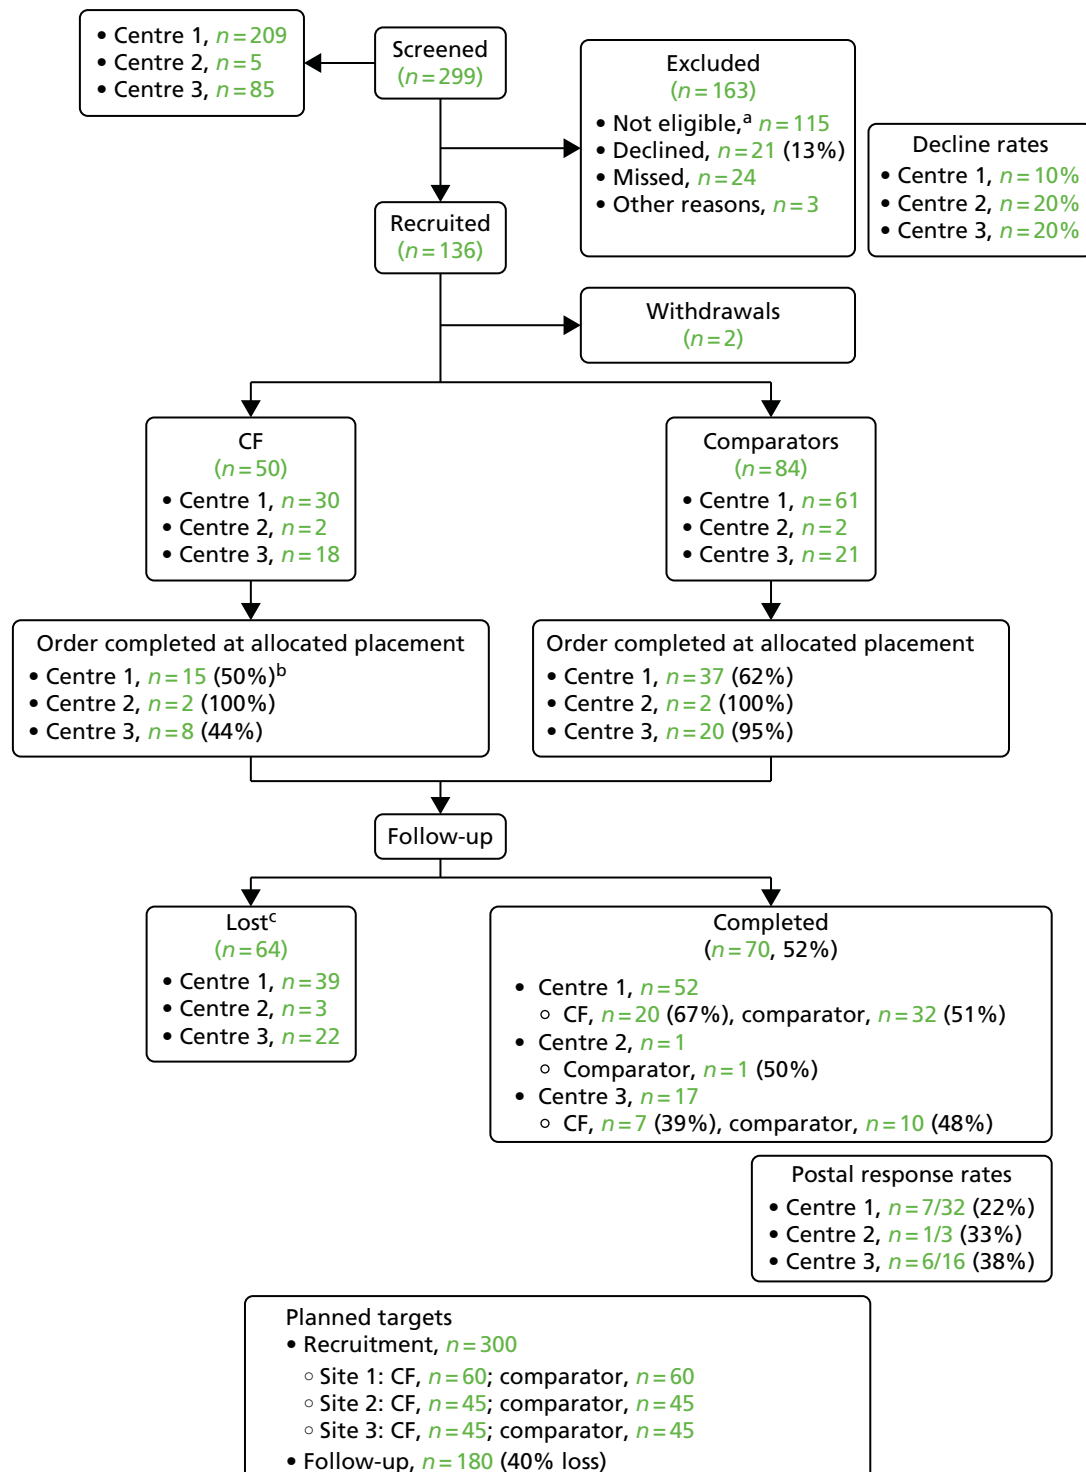 • Centre 1, n = 209
• Centre 2, n = 5
• Centre 3, n = 85
Screened
(n = 299)
Excluded
(n = 163)
• Not eligible,a n = 115
• Declined, n = 21 (13%)
• Missed, n = 24
• Other reasons, n = 3
Decline rates
• Centre 1, n = 10%
• Centre 2, n = 20%
• Centre 3, n = 20%
Recruited
(n = 136)
Withdrawals
(n = 2)
CF
(n = 50)
• Centre 1, n = 30
• Centre 2, n = 2
• Centre 3, n = 18
Comparators
(n = 84)
• Centre 1, n = 61
• Centre 2, n = 2
• Centre 3, n = 21
Order completed at allocated placement
• Centre 1, n = 15 (50%)b
• Centre 2, n = 2 (100%)
• Centre 3, n = 8 (44%)
Order completed at allocated placement
• Centre 1, n = 37 (62%)
• Centre 2, n = 2 (100%)
• Centre 3, n = 20 (95%)
Follow-up
Lostc
(n = 64)
• Centre 1, n = 39
• Centre 2, n = 3
• Centre 3, n = 22
Completed
(n = 70, 52%)
• Centre 1, n = 52
○ CF, n = 20 (67%), comparator, n = 32 (51%)
• Centre 2, n = 1
○ Comparator, n = 1 (50%)
• Centre 3, n = 17
○ CF, n = 7 (39%), comparator, n = 10 (48%)
Postal response rates
• Centre 1, n = 7/32 (22%)
• Centre 2, n = 1/3 (33%)
• Centre 3, n = 6/16 (38%)
Planned targets
• Recruitment, n = 300
○ Site 1: CF, n = 60; comparator, n = 60
○ Site 2: CF, n = 45; comparator, n = 45
○ Site 3: CF, n = 45; comparator, n = 45
• Follow-up, n = 180 (40% loss)